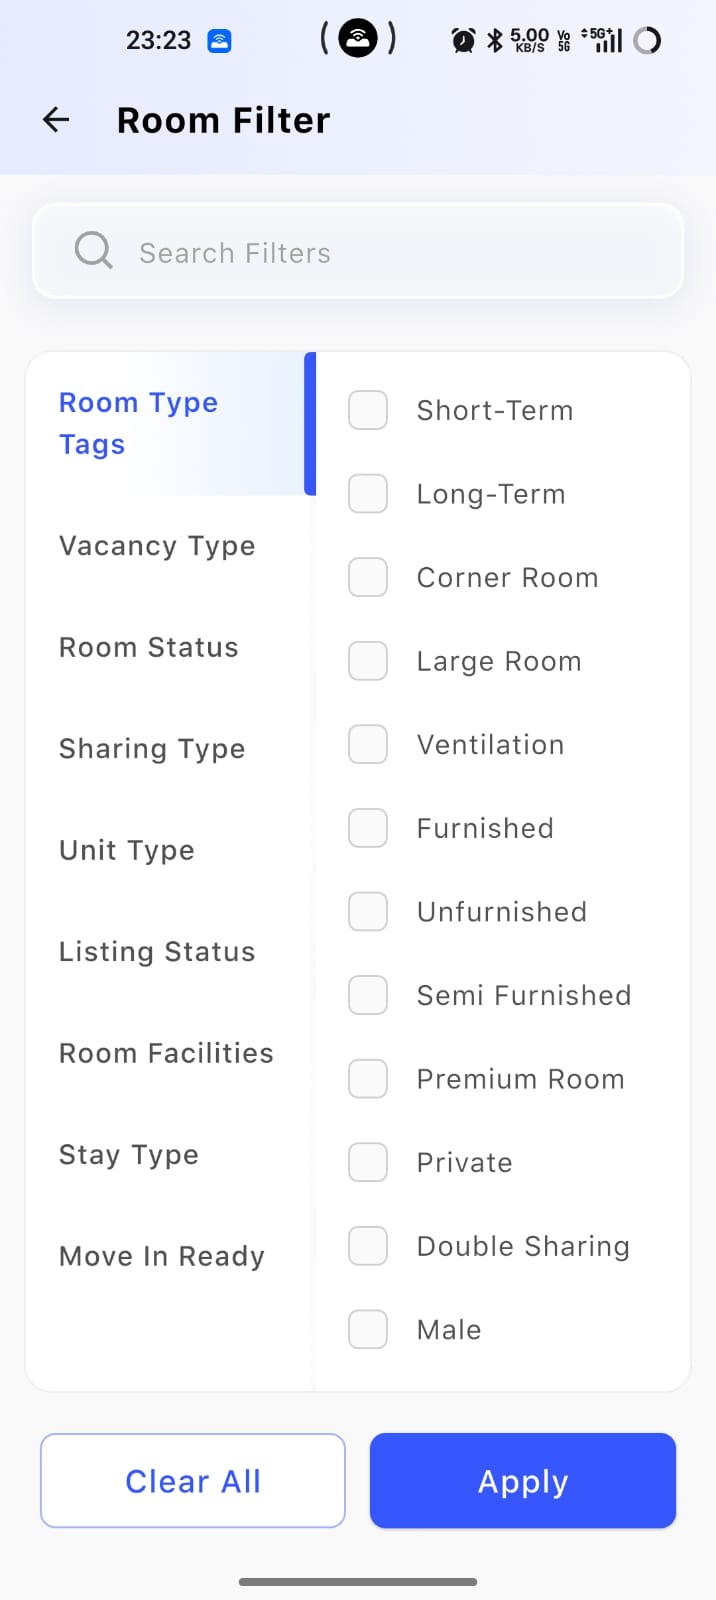 23:23
5.00
KB/S
Vo
5G
5G+
Room Filter
Search Filters
Room Type
Tags
Vacancy Type
Room Status
Sharing Type
Unit Type
Listing Status
Room Facilities
Stay Type
Move In Ready
Short-Term
Long-Term
Corner Room
Large Room
Ventilation
Furnished
Unfurnished
Semi Furnished
Premium Room
Private
Double Sharing
Male
Clear All
Apply